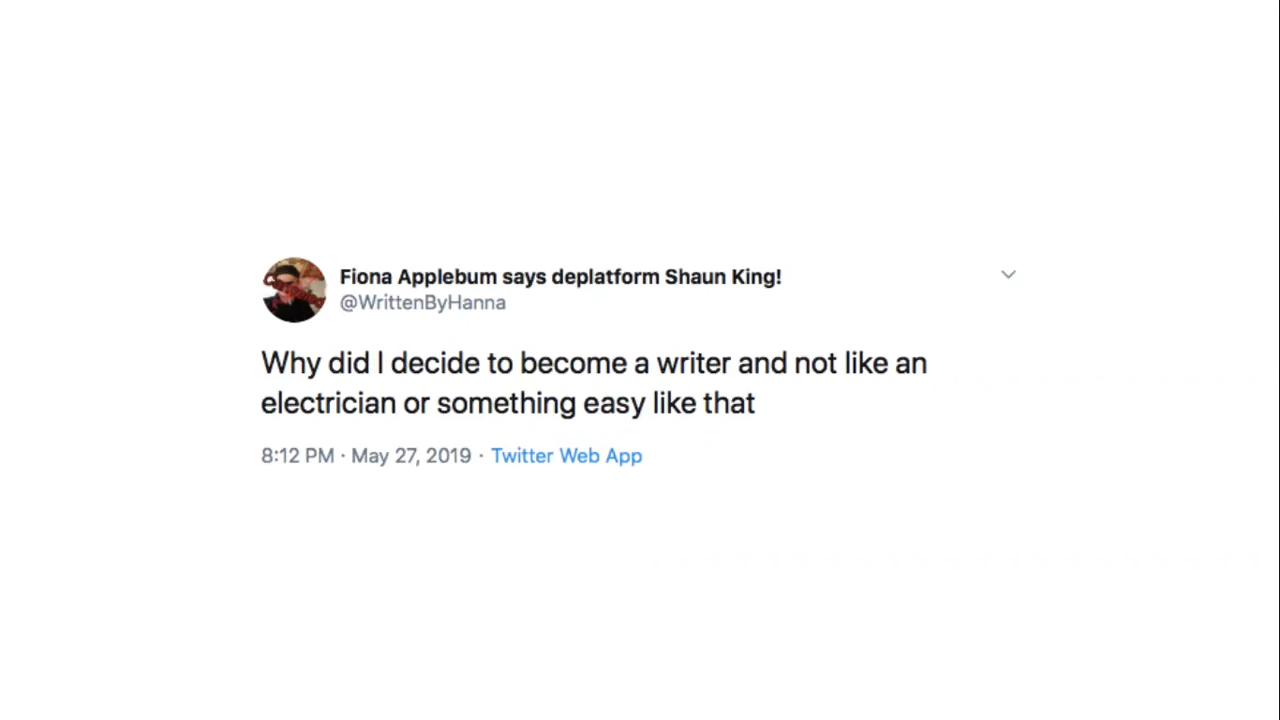 Fiona Applebum says deplatform Shaun King!
@WrittenByHanna
Why did I decide to become a writer and not like an
electrician or something easy like that
8:12 PM · May 27, 2019 · Twitter Web App